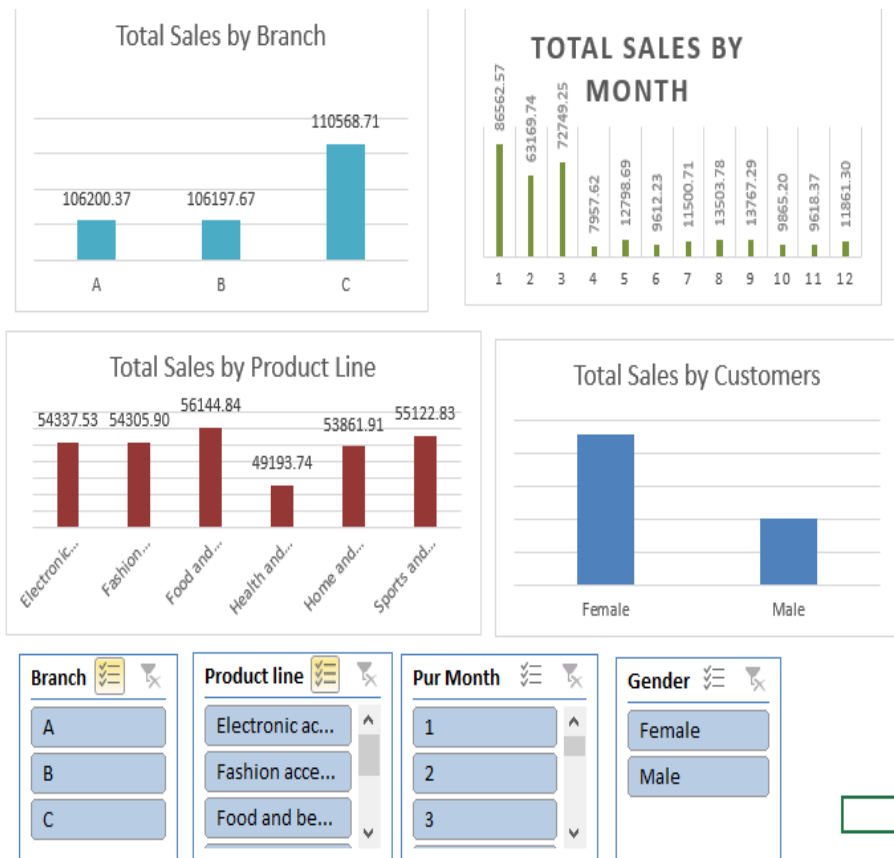 Total Sales by Branch
110568.71
106200.37 106197.67
A B C
TOTAL SALES BY
MONTH
86562.57
63169.74
72749.25
7957.62
12798.69
9612.23
11500.71
13503.78
13767.29
9865.20
9618.37
11861.30
1 2 3 4 5 6 7 8 9 10 11 12
Total Sales by Product Line
54337.53 54305.90 56144.84 49193.74 53861.91 55122.83
Electronic...
Fashion...
Food and...
Health and...
Home and...
Sports and...
Total Sales by Customers
Female Male
Branch
A
B
C
Product line
Electronic ac...
Fashion acce...
Food and be...
Pur Month
1
2
3
Gender
Female
Male